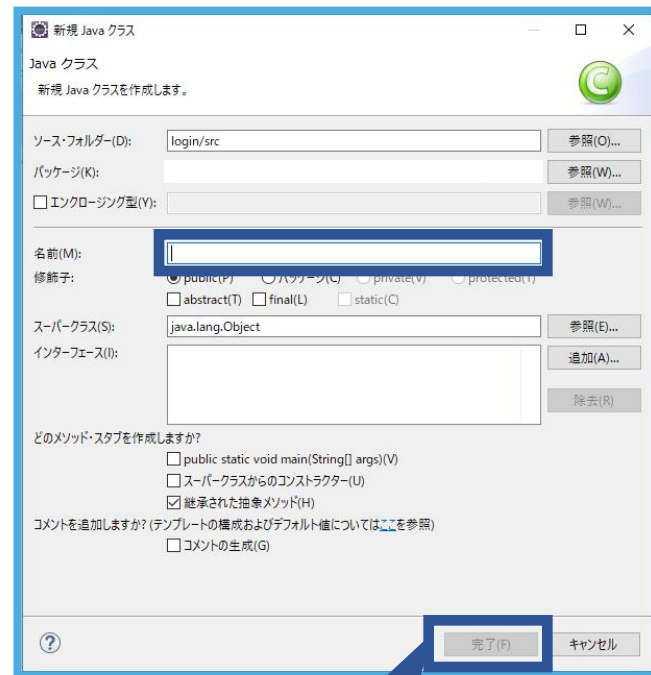 新規 Java クラス
Java クラス
新規 Java クラスを作成します。
ソース・フォルダー(D): login/src 参照(O)...
パッケージ(K): 参照(W)...
エンクロージング型(Y): 参照(W)...
名前(M):
修飾子: public(P) パッケージ(C) private(V) protected(T)
abstract(T) final(L) static(C)
スーパークラス(S): java.lang.Object 参照(E)...
インターフェース(I): 追加(A)...
除去(R)
どのメソッド・スタブを作成しますか?
public static void main(String[] args)(V)
スーパークラスからのコンストラクター(U)
継承された抽象メソッド(H)
コメントを追加しますか? (テンプレートの構成およびデフォルト値についてはここを参照)
コメントの生成(G)
完了(F) キャンセル